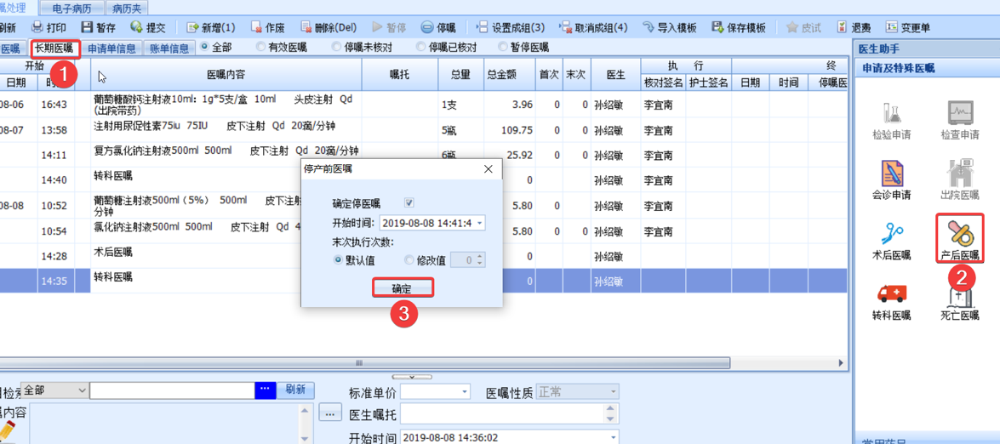 嘱处理 电子病历 病历夹
刷新 打印 暂存 提交 新增(1) 作废 删除(Del) 暂停 停嘱 设置成组(3) 取消成组(4) 导入模板 保存模板 皮试 退费 变更单
医嘱 长期医嘱 申请单信息 账单信息 全部 有效医嘱 停嘱未核对 停嘱已核对 暂停医嘱
医生助手
申请及特殊医嘱
开始 医嘱内容 嘱托 总量 总金额 首次 末次 医生 执 行 终
日期 核对签名 护士签名 日期 时间 停嘱医
1
08-06 16:43 葡萄糖酸钙注射液10ml: 1g*5支/盒 10ml 头皮注射 Qd
(出院带药) 1支 3.96 0 0 孙绍敏 李宜南
08-07 13:58 注射用尿促性素75iu 75IU 皮下注射 Qd 20滴/分钟 5瓶 109.75 0 0 孙绍敏 李宜南
14:11 复方氯化钠注射液500ml 500ml 皮下注射 Qd 20滴/分钟 6瓶 25.92 0 0 孙绍敏 李宜南
14:40 转科医嘱 0 孙绍敏 李宜南
08-08 10:52 葡萄糖注射液500ml（5%） 500ml 皮下注
分钟 5.80 0 0 孙绍敏 李宜南
10:54 氯化钠注射液500ml 500ml 皮下注射 Qd 4 5.80 0 0 孙绍敏 李宜南
14:28 术后医嘱 0 孙绍敏
14:35 转科医嘱 0 孙绍敏
停产前医嘱
确定停医嘱
开始时间: 2019-08-08 14:41:4
末次执行次数:
默认值 修改值 0
确定
3
检验申请 检查申请
会诊申请 出院医嘱
术后医嘱 产后医嘱
2
转科医嘱 死亡医嘱
检索 全部 ... 刷新 标准单价 医嘱性质 正常
嘱内容 ... 医生嘱托
开始时间 2019-08-08 14:36:02
常用药品